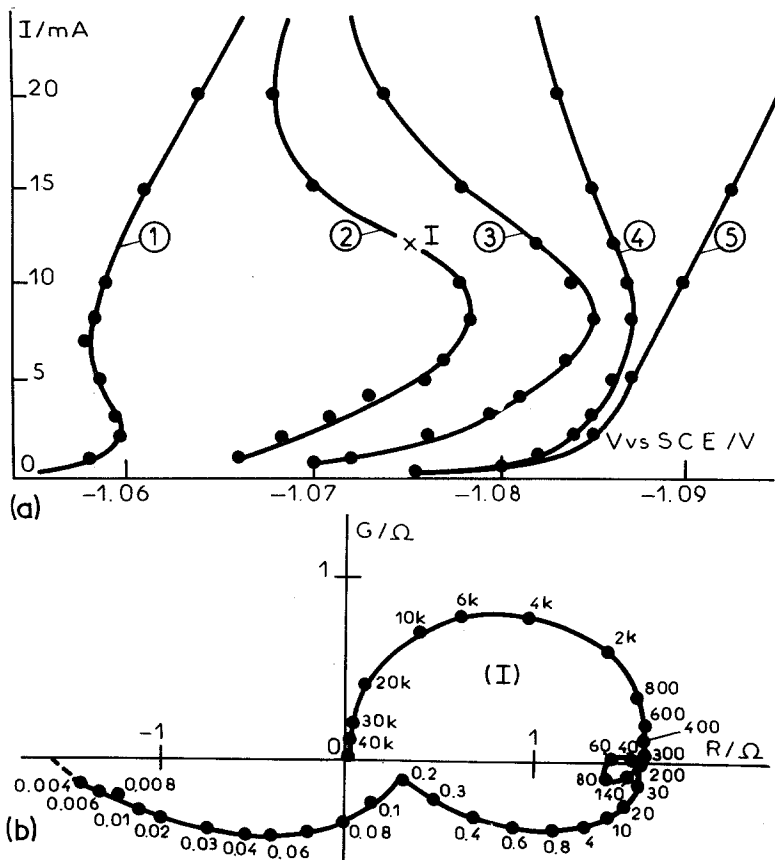 I/mA
20
15
10
5
0
① ② ③ ④ ⑤
I
V vs SCE/V
-1.06 -1.07 -1.08 -1.09
(a)
G/Ω
1
6k 4k
10k 2k
(I)
20k 800
600
30k 400
40k
-1 0 1 R/Ω
60 40 300
80 200
140 30
20
10
4
0.8
0.6
0.4
0.3
0.2
0.1
0.08
0.06
0.04
0.03
0.02
0.01
0.008
0.006
0.004
(b)